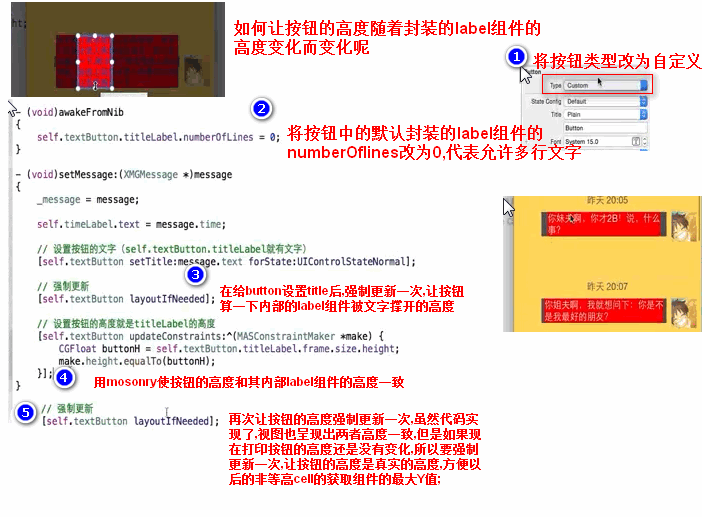 ht;
如何让按钮的高度随着封装的label组件的
高度变化而变化呢
1 将按钮类型改为自定义
Type Custom
State Config Default
Title Plain
Button
Font System 15.0
- (void)awakeFromNib
{
self.textButton.titleLabel.numberOfLines = 0;
}
2
将按钮中的默认封装的label组件的
numberOflines改为0,代表允许多行文字
- (void)setMessage:(XMGMessage *)message
{
_message = message;
self.timeLabel.text = message.time;
// 设置按钮的文字（self.textButton.titleLabel就有文字）
[self.textButton setTitle:message.text forState:UIControlStateNormal];
// 强制更新
[self.textButton layoutIfNeeded];
3
在给button设置title后,强制更新一次,让按钮
算一下内部的label组件被文字撑开的高度
// 设置按钮的高度就是titleLabel的高度
[self.textButton updateConstraints:^(MASConstraintMaker *make) {
CGFloat buttonH = self.textButton.titleLabel.frame.size.height;
make.height.equalTo(buttonH);
}];
4 用mosonry使按钮的高度和其内部label组件的高度一致
}
5
// 强制更新
[self.textButton layoutIfNeeded];
再次让按钮的高度强制更新一次,虽然代码实
现了,视图也呈现出两者高度一致,但是如果现
在打印按钮的高度还是没有变化,所以要强制
更新一次,让按钮的高度是真实的高度,方便以
后的非等高cell的获取组件的最大Y值;
昨天 20:05
你妹夫啊，你才2B！说，什么
事？
昨天 20:07
你姐夫啊，我就想问下：你是不
是我最好的朋友？